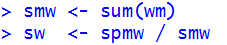 > smw <- sum(wm)
> sw  <- spmw / smw